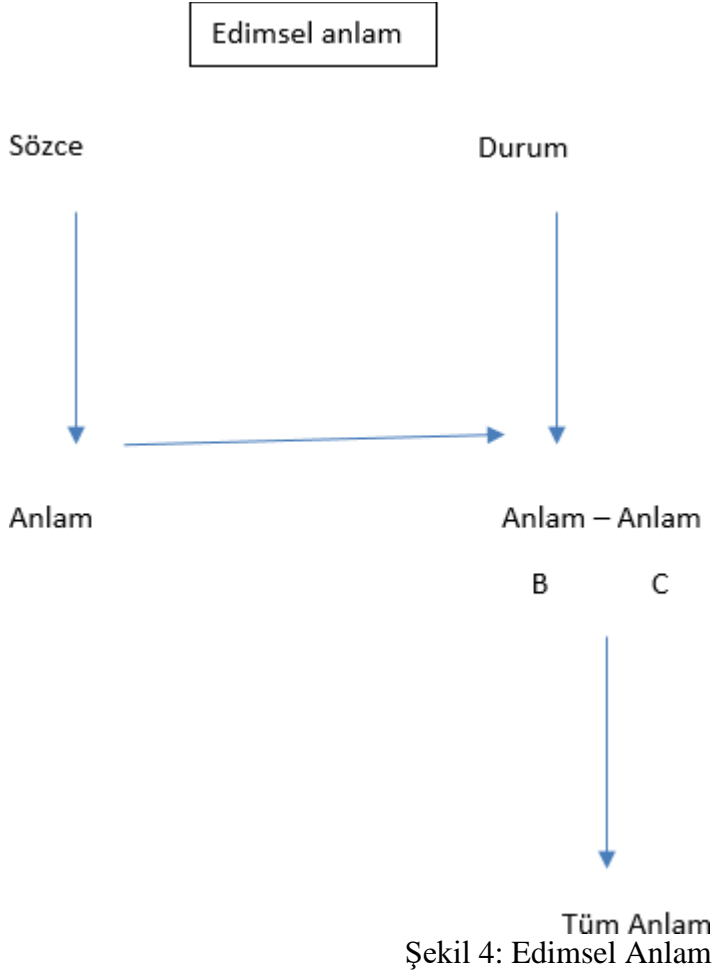 Edimsel anlam
Sözce Durum
Anlam Anlam – Anlam
B C
Tüm Anlam
Şekil 4: Edimsel Anlam